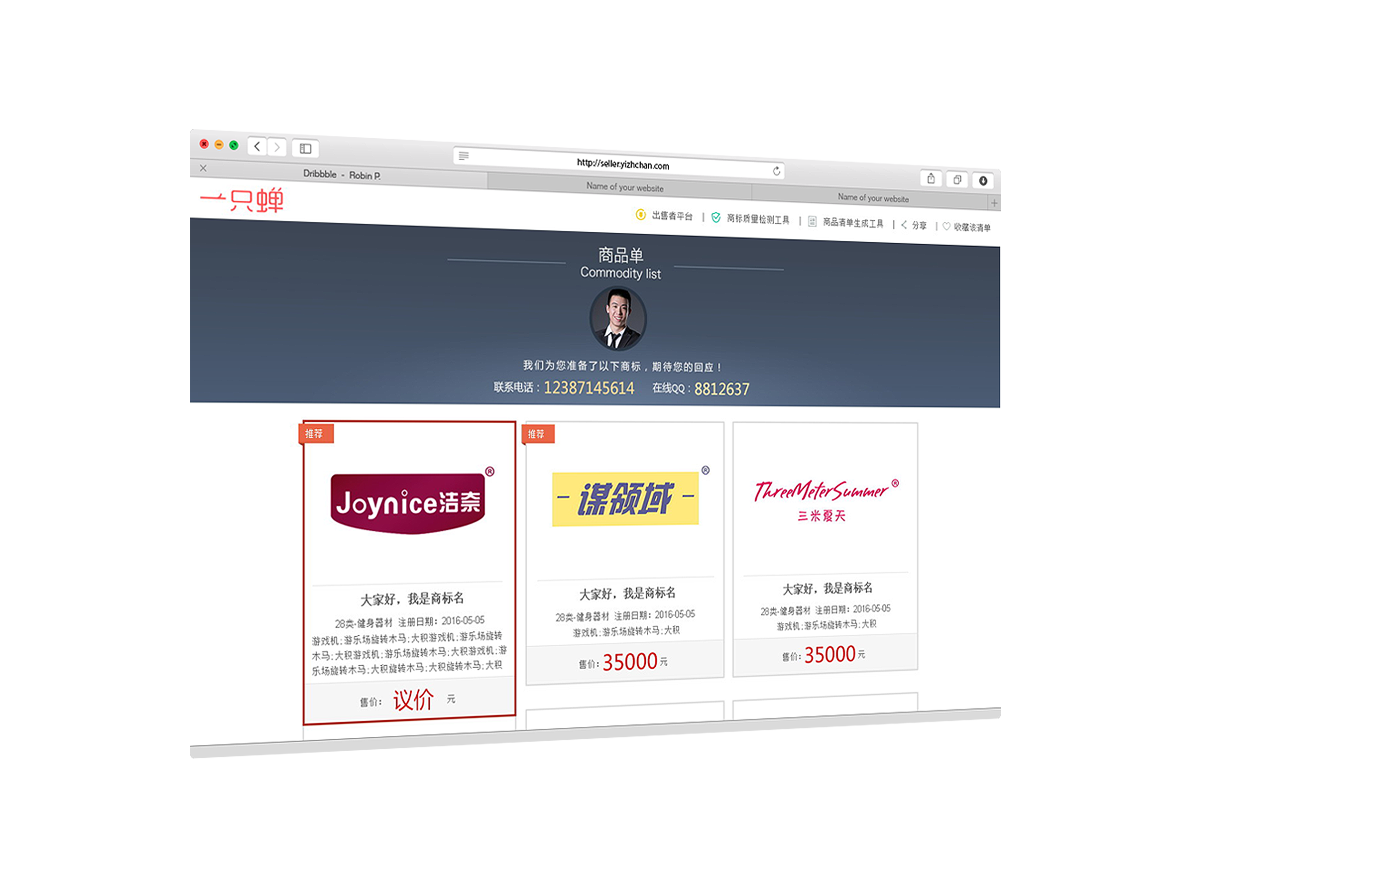 http://seller.yizhchan.com
Dribbble - Robin P.
Name of your website
Name of your website
一只蝉
出售者平台 | 商标质量检测工具 | 商品清单生成工具 | 分享 | 收藏该清单
商品单
Commodity list
我们为您准备了以下商标，期待您的回应！
联系电话：12387145614 在线QQ：8812637
推荐
Joynice洁奈®
大家好，我是商标名
28类-健身器材 注册日期：2016-05-05
游戏机;游乐场旋转木马;大积游戏机;游乐场旋转
木马;大积游戏机;游乐场旋转木马;大积游戏机;游
乐场旋转木马;大积旋转木马;大积旋转木马;大积
售价： 议价 元
推荐
- 谋领域 - ®
大家好，我是商标名
28类-健身器材 注册日期：2016-05-05
游戏机;游乐场旋转木马;大积
售价：35000元
ThreeMeterSummer®
三米夏天
大家好，我是商标名
28类-健身器材 注册日期：2016-05-05
游戏机;游乐场旋转木马;大积
售价：35000元